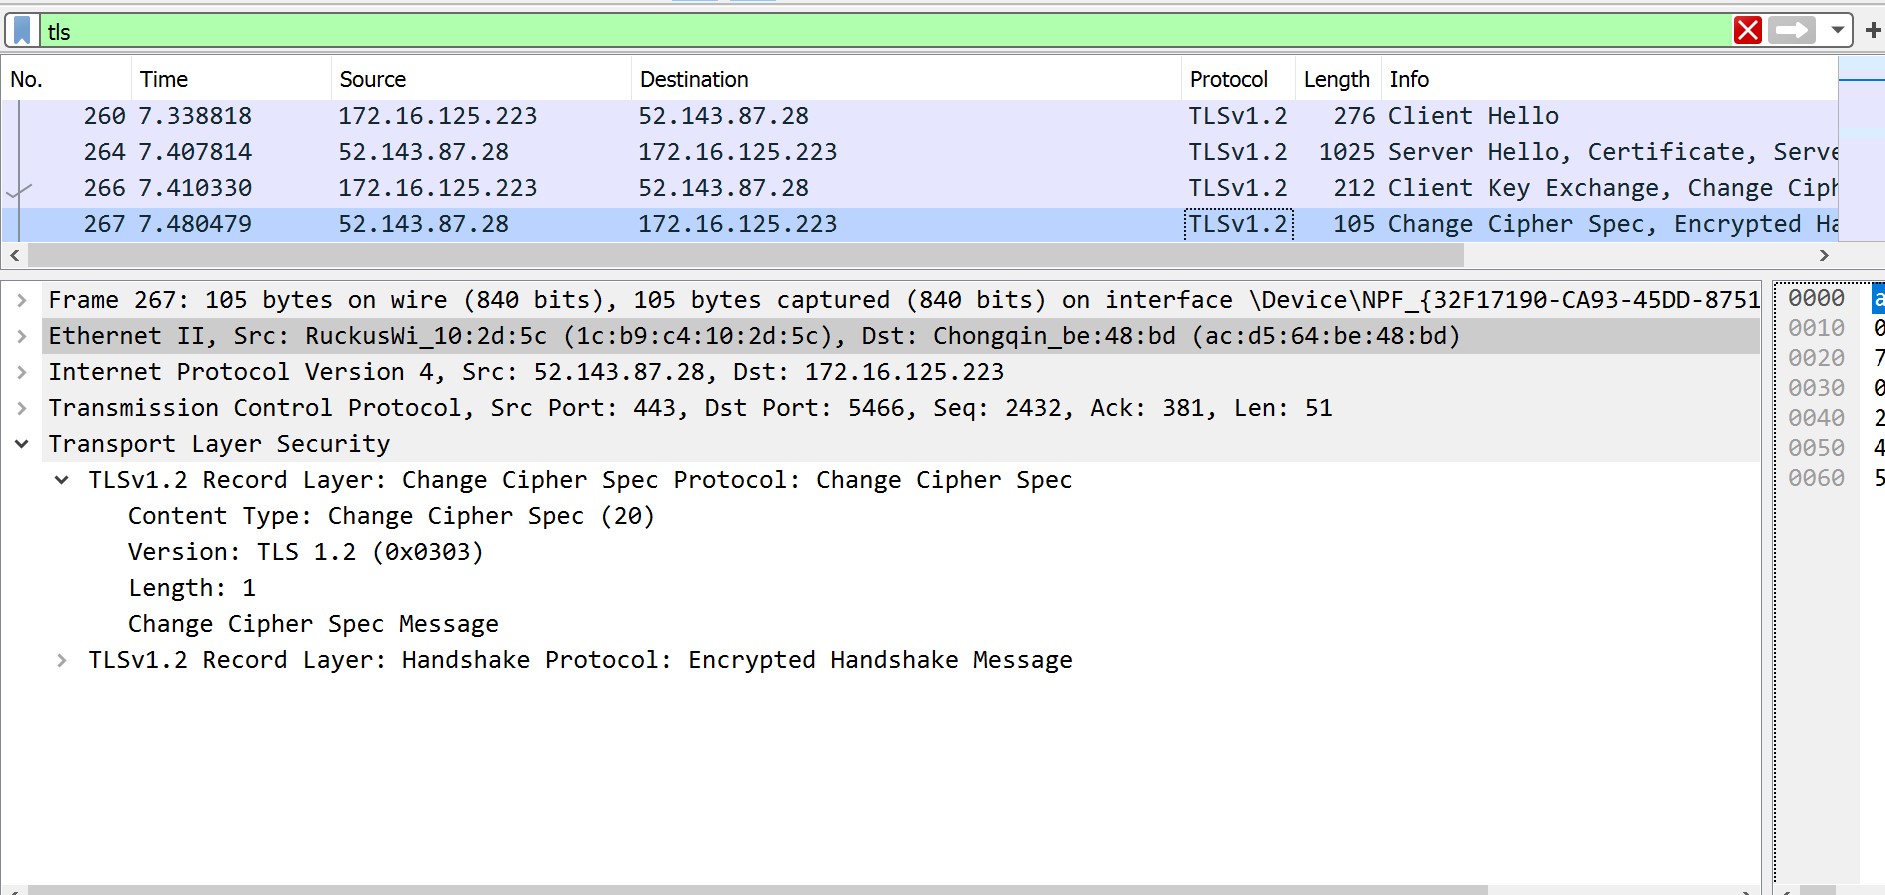 tls
No. Time Source Destination Protocol Length Info
260 7.338818 172.16.125.223 52.143.87.28 TLSv1.2 276 Client Hello
264 7.407814 52.143.87.28 172.16.125.223 TLSv1.2 1025 Server Hello, Certificate, Serve
266 7.410330 172.16.125.223 52.143.87.28 TLSv1.2 212 Client Key Exchange, Change Ciph
267 7.480479 52.143.87.28 172.16.125.223 TLSv1.2 105 Change Cipher Spec, Encrypted Ha
Frame 267: 105 bytes on wire (840 bits), 105 bytes captured (840 bits) on interface \Device\NPF_{32F17190-CA93-45DD-8751
Ethernet II, Src: RuckusWi_10:2d:5c (1c:b9:c4:10:2d:5c), Dst: Chongqin_be:48:bd (ac:d5:64:be:48:bd)
Internet Protocol Version 4, Src: 52.143.87.28, Dst: 172.16.125.223
Transmission Control Protocol, Src Port: 443, Dst Port: 5466, Seq: 2432, Ack: 381, Len: 51
Transport Layer Security
TLSv1.2 Record Layer: Change Cipher Spec Protocol: Change Cipher Spec
Content Type: Change Cipher Spec (20)
Version: TLS 1.2 (0x0303)
Length: 1
Change Cipher Spec Message
TLSv1.2 Record Layer: Handshake Protocol: Encrypted Handshake Message
0000 a
0010 0
0020 7
0030 0
0040 2
0050 4
0060 5